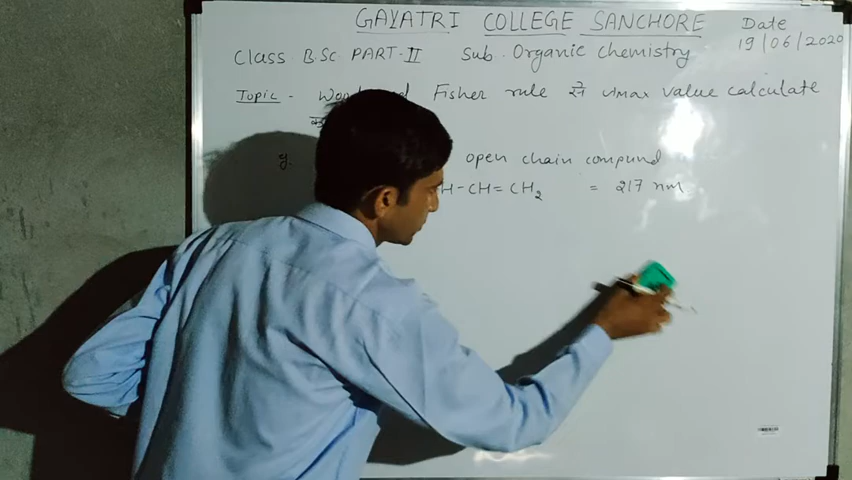 GAYATRI COLLEGE SANCHORE
Date
19/06/2020
Class B.Sc. PART-II Sub. Organic Chemistry
Topic - Fisher rule से λmax value calculate
open chain compund
H-CH=CH2 = 217 nm